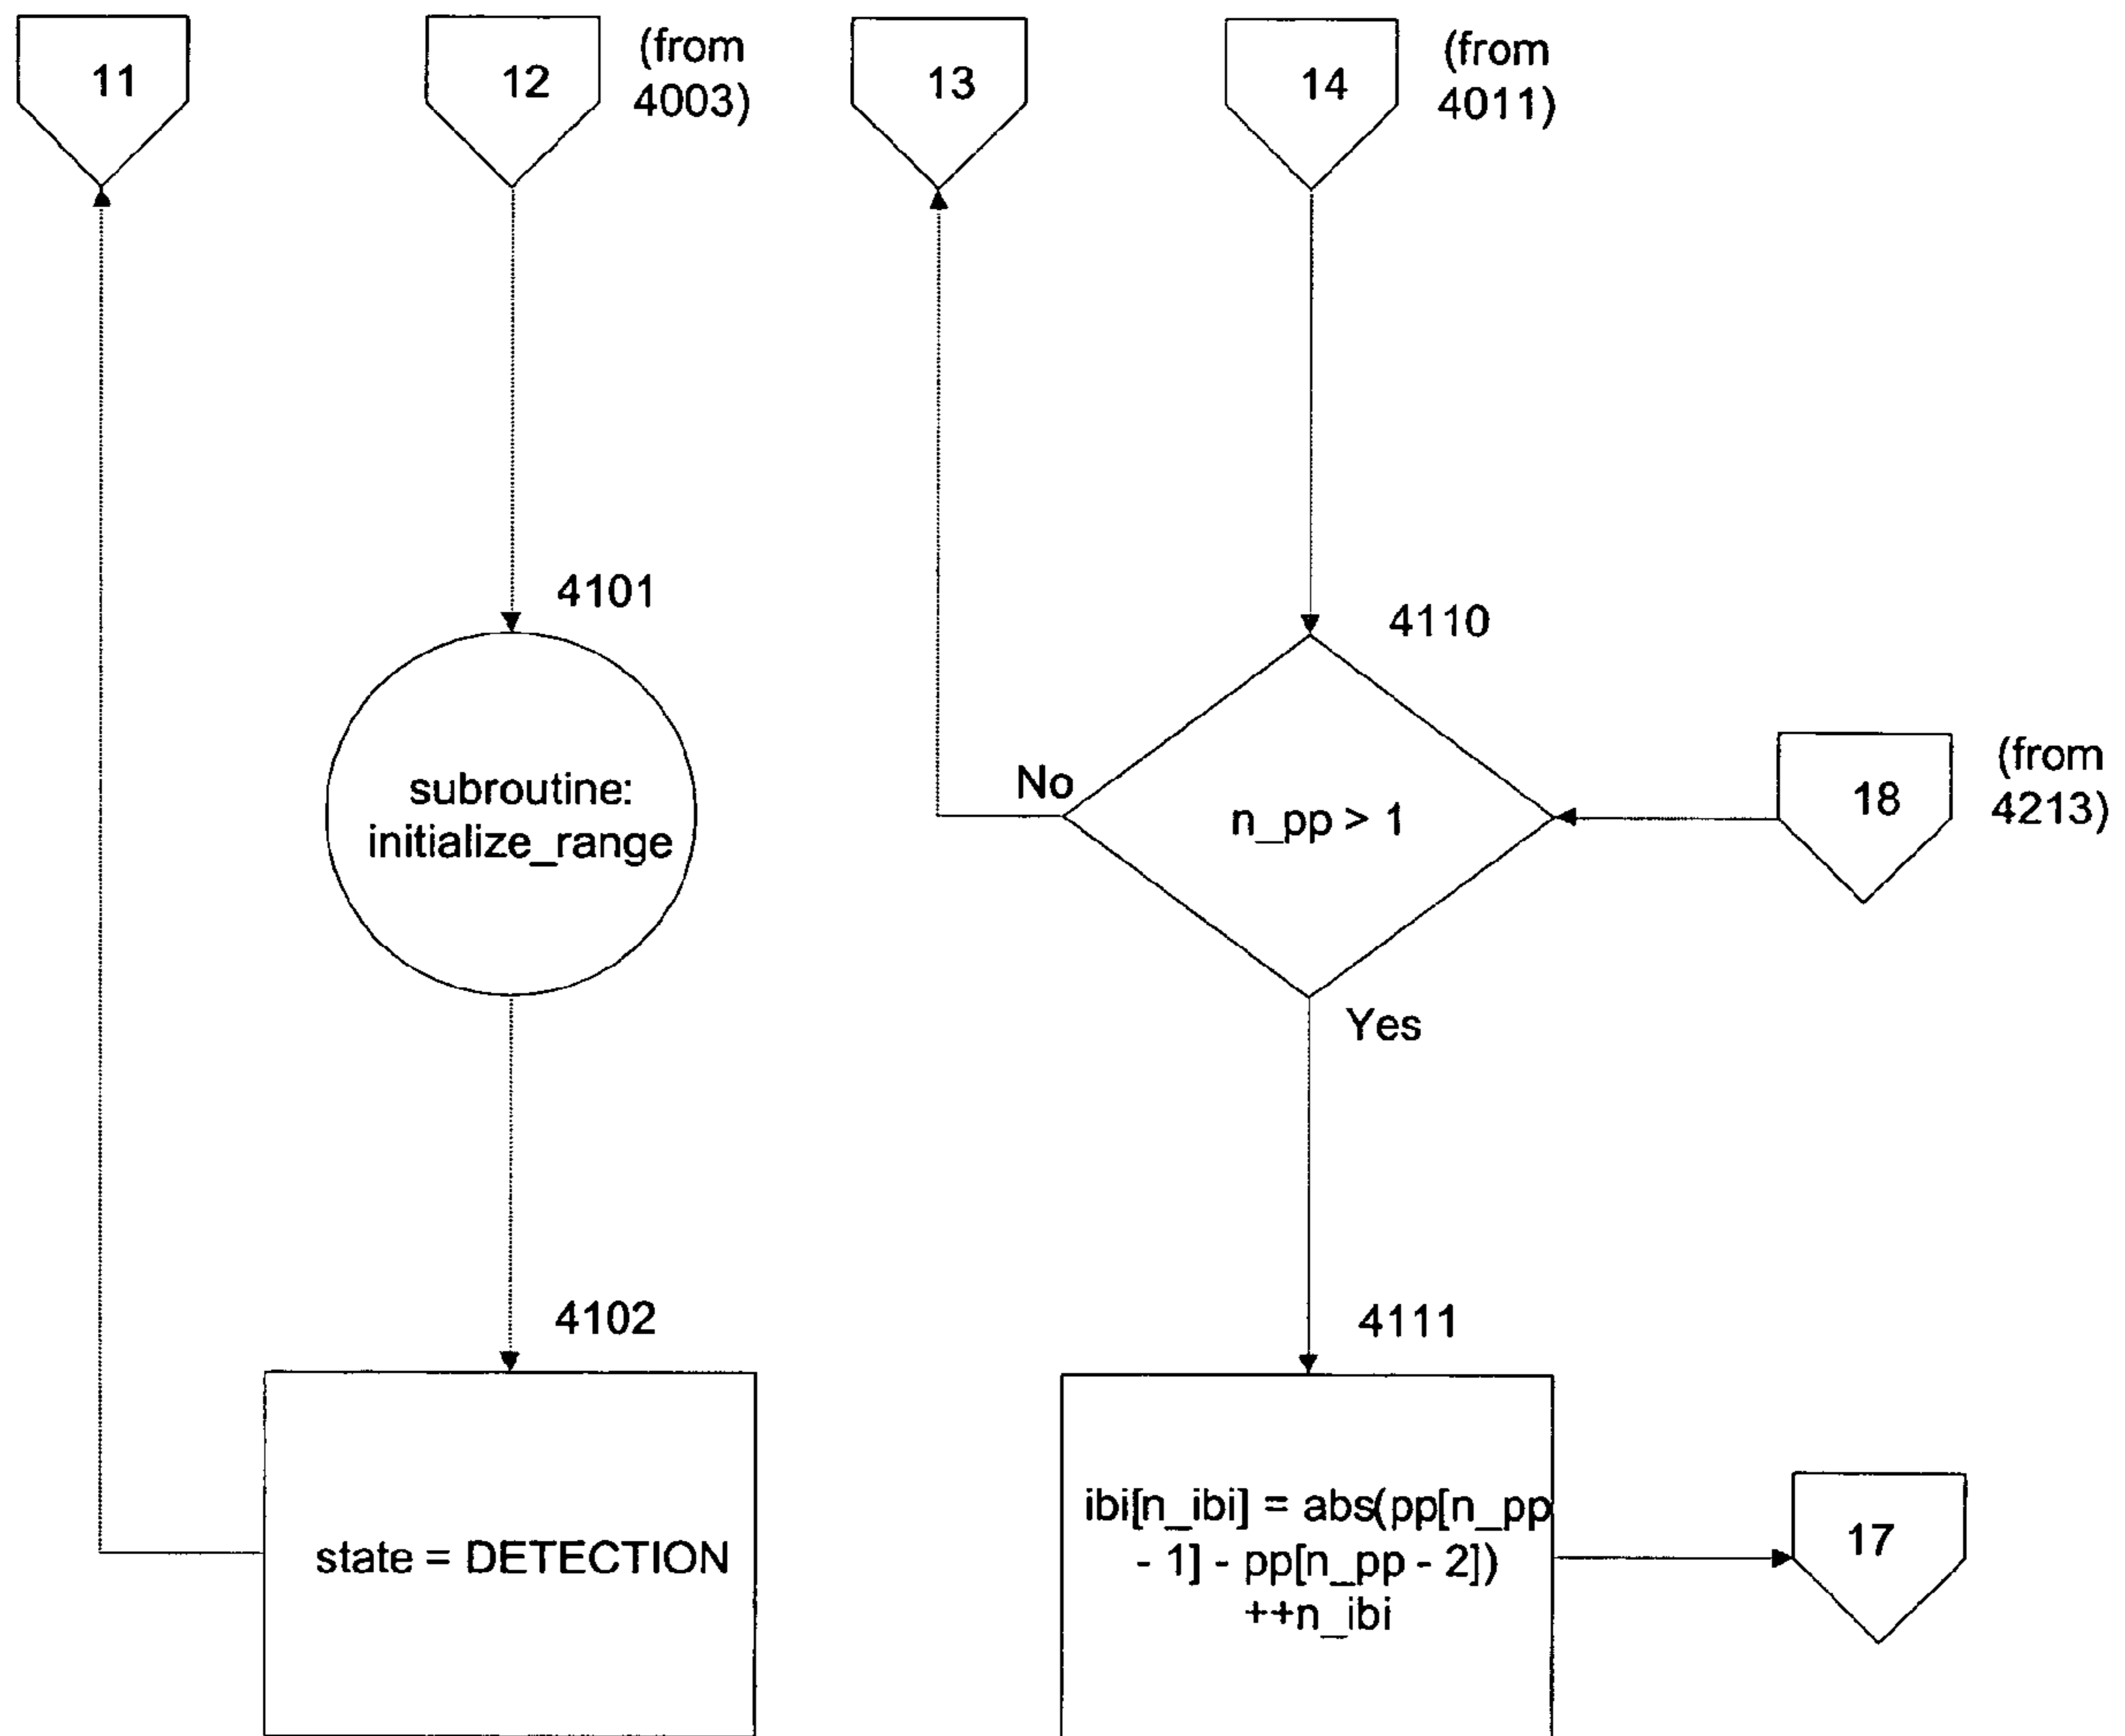 11
12
(from
4003)
13
14
(from
4011)
4101
subroutine:
initialize_range
4110
No
n_pp > 1
Yes
18
(from
4213)
4102
state = DETECTION
4111
ibi[n_ibi] = abs(pp[n_pp
- 1] - pp[n_pp - 2])
++n_ibi
17